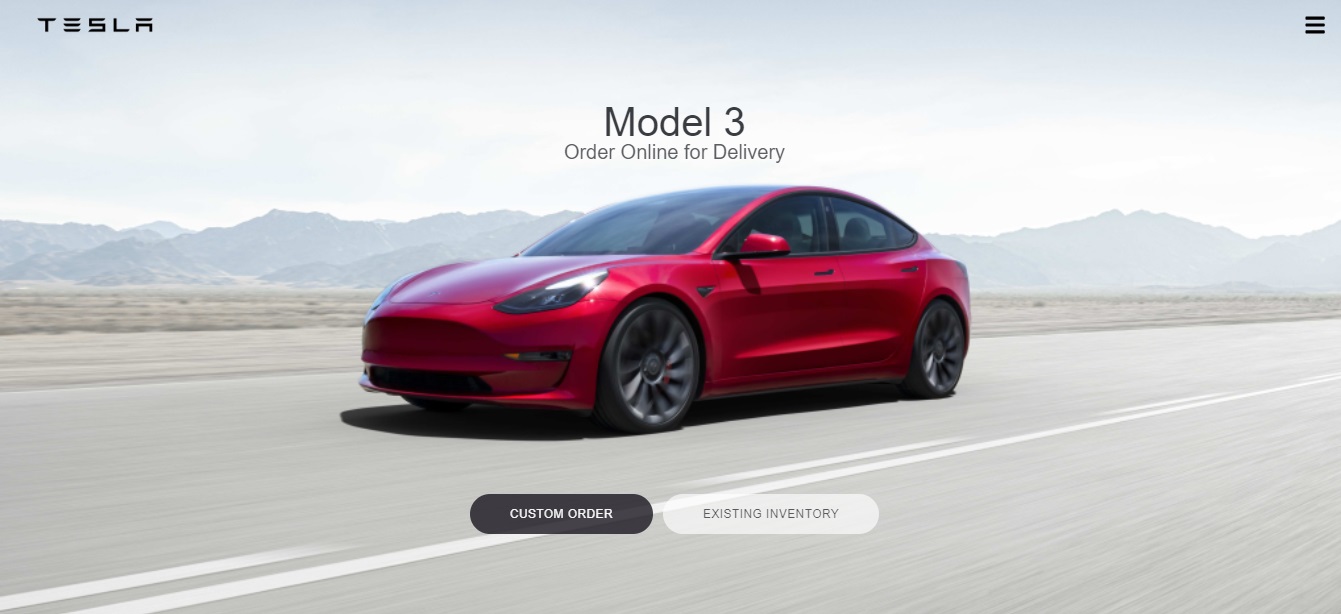 TESLA
Model 3
Order Online for Delivery
CUSTOM ORDER
EXISTING INVENTORY